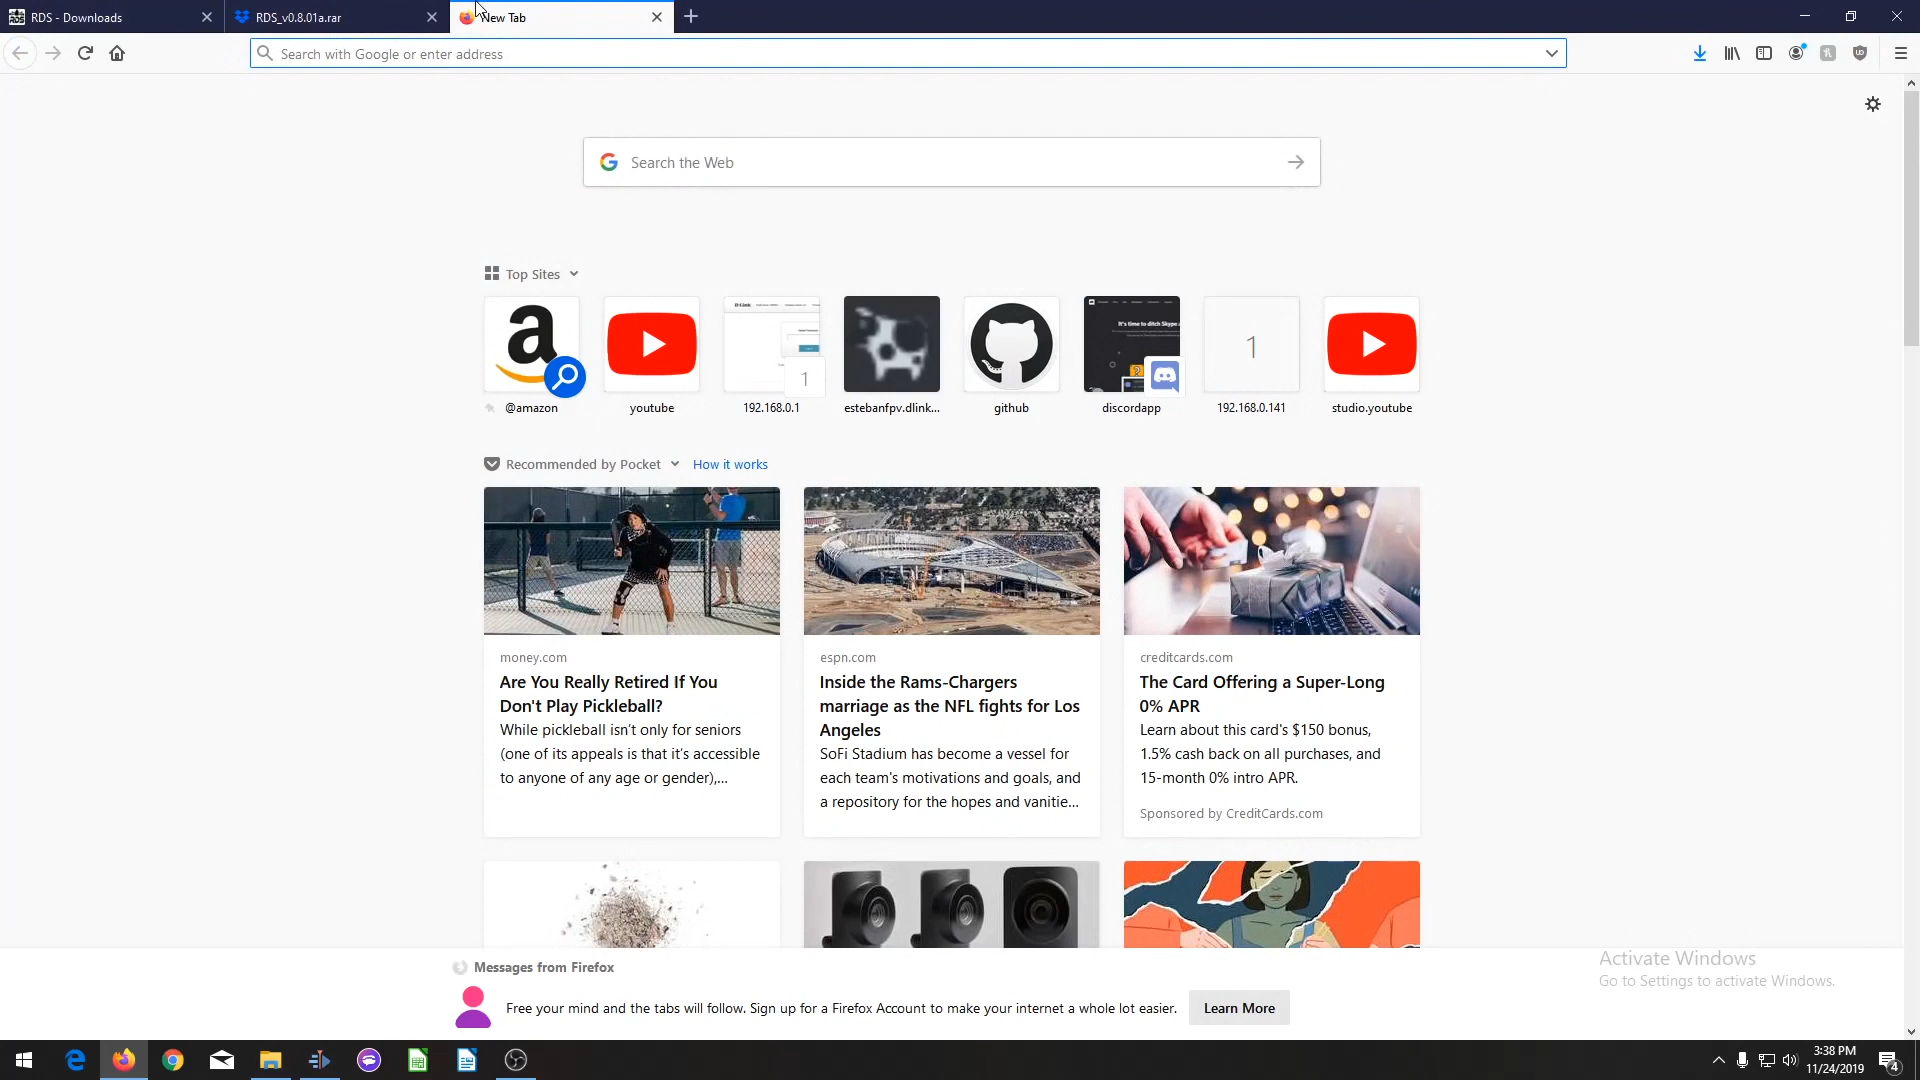 RDS - Downloads
RDS_v0.8.01a.rar
New Tab
Search with Google or enter address
Search the Web
Top Sites
1
1
It's time to ditch Skype a
@amazon
youtube
192.168.0.1
estebanfpv.dlink...
github
discordapp
192.168.0.141
studio.youtube
Recommended by Pocket
How it works
money.com
Are You Really Retired If You
Don't Play Pickleball?
While pickleball isn't only for seniors
(one of its appeals is that it's accessible
to anyone of any age or gender),...
espn.com
Inside the Rams-Chargers
marriage as the NFL fights for Los
Angeles
SoFi Stadium has become a vessel for
each team's motivations and goals, and
a repository for the hopes and vanitie...
creditcards.com
The Card Offering a Super-Long
0% APR
Learn about this card's $150 bonus,
1.5% cash back on all purchases, and
15-month 0% intro APR.
Sponsored by CreditCards.com
Messages from Firefox
Free your mind and the tabs will follow. Sign up for a Firefox Account to make your internet a whole lot easier.
Learn More
Activate Windows
Go to Settings to activate Windows.
3:38 PM
11/24/2019
4